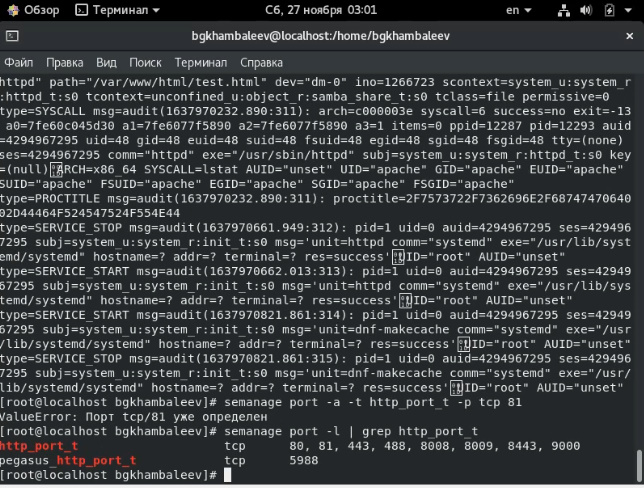 Обзор Терминал Сб, 27 ноября 03:01 en
bgkhambaleev@localhost:/home/bgkhambaleev
Файл Правка Вид Поиск Терминал Справка
httpd" path="/var/www/html/test.html" dev="dm-0" ino=1266723 scontext=system_u:system_r
:httpd_t:s0 tcontext=unconfined_u:object_r:samba_share_t:s0 tclass=file permissive=0
type=SYSCALL msg=audit(1637970232.890:311): arch=c000003e syscall=6 success=no exit=-13
a0=7fe60c045d30 a1=7fe6077f5890 a2=7fe6077f5890 a3=1 items=0 ppid=12287 pid=12293 auid
=4294967295 uid=48 gid=48 euid=48 suid=48 fsuid=48 egid=48 sgid=48 fsgid=48 tty=(none)
ses=4294967295 comm="httpd" exe="/usr/sbin/httpd" subj=system_u:system_r:httpd_t:s0 key
=(null)ARCH=x86_64 SYSCALL=lstat AUID="unset" UID="apache" GID="apache" EUID="apache"
SUID="apache" FSUID="apache" EGID="apache" SGID="apache" FSGID="apache"
type=PROCTITLE msg=audit(1637970232.890:311): proctitle=2F7573722F7362696E2F68747470640
02D44464F524547524F554E44
type=SERVICE_STOP msg=audit(1637970661.949:312): pid=1 uid=0 auid=4294967295 ses=429496
7295 subj=system_u:system_r:init_t:s0 msg='unit=httpd comm="systemd" exe="/usr/lib/syst
emd/systemd" hostname=? addr=? terminal=? res=success'UID="root" AUID="unset"
type=SERVICE_START msg=audit(1637970662.013:313): pid=1 uid=0 auid=4294967295 ses=42949
67295 subj=system_u:system_r:init_t:s0 msg='unit=httpd comm="systemd" exe="/usr/lib/sys
temd/systemd" hostname=? addr=? terminal=? res=success'UID="root" AUID="unset"
type=SERVICE_START msg=audit(1637970821.861:314): pid=1 uid=0 auid=4294967295 ses=42949
67295 subj=system_u:system_r:init_t:s0 msg='unit=dnf-makecache comm="systemd" exe="/usr
/lib/systemd/systemd" hostname=? addr=? terminal=? res=success'UID="root" AUID="unset"
type=SERVICE_STOP msg=audit(1637970821.861:315): pid=1 uid=0 auid=4294967295 ses=429496
7295 subj=system_u:system_r:init_t:s0 msg='unit=dnf-makecache comm="systemd" exe="/usr/
lib/systemd/systemd" hostname=? addr=? terminal=? res=success'UID="root" AUID="unset"
[root@localhost bgkhambaleev]# semanage port -a -t http_port_t -p tcp 81
ValueError: Порт tcp/81 уже определен
[root@localhost bgkhambaleev]# semanage port -l | grep http_port_t
http_port_t tcp 80, 81, 443, 488, 8008, 8009, 8443, 9000
pegasus_http_port_t tcp 5988
[root@localhost bgkhambaleev]#